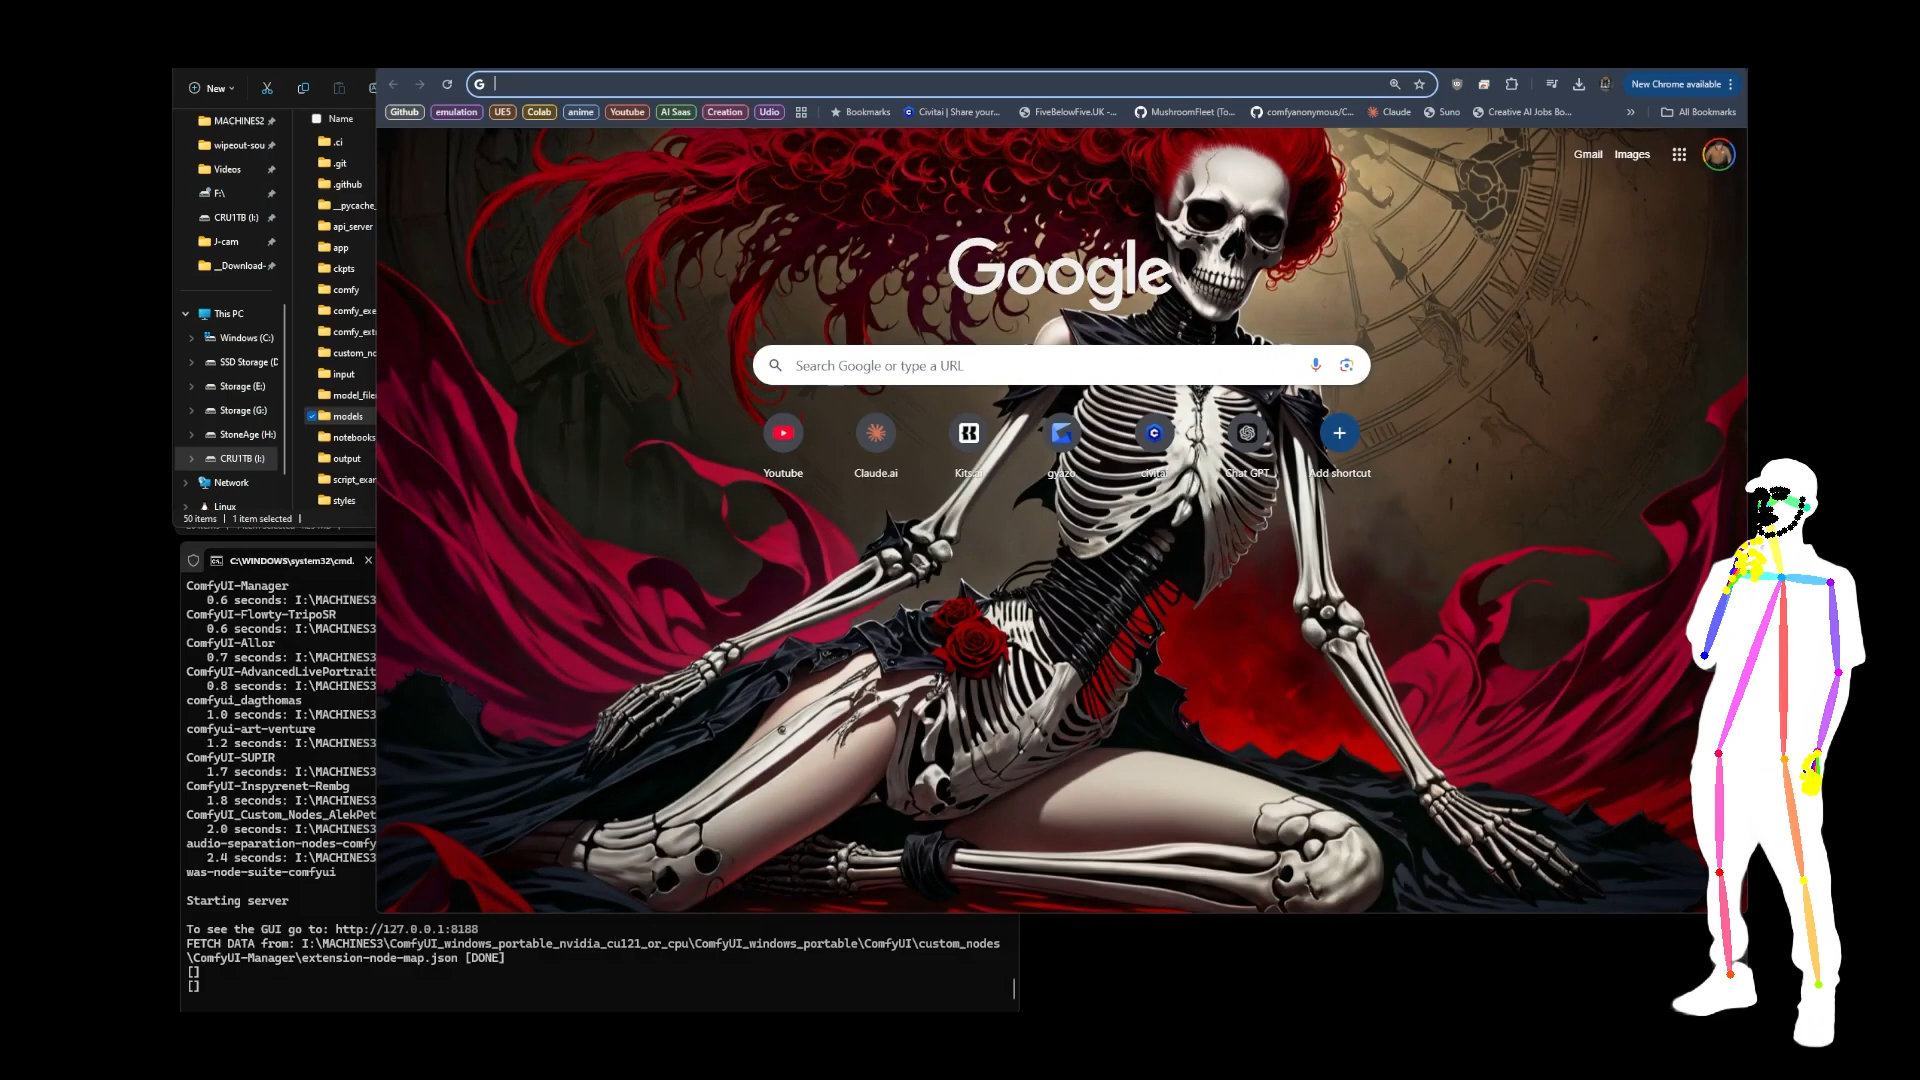 New
Github
emulation
UE5
Colab
anime
Youtube
AI Saas
Creation
Udio
Bookmarks
Civitai | Share your...
FiveBelowFive.UK -...
MushroomFleet (To...
comfyanonymous/C...
Claude
Suno
Creative AI Jobs Bo...
»
All Bookmarks
New Chrome available
Gmail
Images
Google
Search Google or type a URL
Youtube
Claude.ai
Kits.ai
gyazo
civitai
Chat GPT
Add shortcut
MACHINES2
wipeout-sou
Videos
F:\
CRU1TB (I:)
J-cam
__Download-
This PC
Windows (C:)
SSD Storage (D
Storage (E:)
Storage (G:)
StoneAge (H:)
CRU1TB (I:)
Network
Linux
Name
.ci
.git
.github
__pycache_
api_server
app
ckpts
comfy
comfy_exe
comfy_ext
custom_no
input
model_file
models
notebooks
output
script_exar
styles
50 items | 1 item selected |
C:\WINDOWS\system32\cmd.
ComfyUI-Manager
0.6 seconds: I:\MACHINES3
ComfyUI-Flowty-TripoSR
0.6 seconds: I:\MACHINES3
ComfyUI-Allor
0.7 seconds: I:\MACHINES3
ComfyUI-AdvancedLivePortrait
0.8 seconds: I:\MACHINES3
comfyui_dagthomas
1.0 seconds: I:\MACHINES3
comfyui-art-venture
1.2 seconds: I:\MACHINES3
ComfyUI-SUPIR
1.7 seconds: I:\MACHINES3
ComfyUI-Inspyrenet-Rembg
1.8 seconds: I:\MACHINES3
ComfyUI_Custom_Nodes_AlekPet
2.0 seconds: I:\MACHINES3
audio-separation-nodes-comfy
2.4 seconds: I:\MACHINES3
was-node-suite-comfyui
Starting server
To see the GUI go to: http://127.0.0.1:8188
FETCH DATA from: I:\MACHINES3\ComfyUI_windows_portable_nvidia_cu121_or_cpu\ComfyUI_windows_portable\ComfyUI\custom_nodes
\ComfyUI-Manager\extension-node-map.json [DONE]
[]
[]